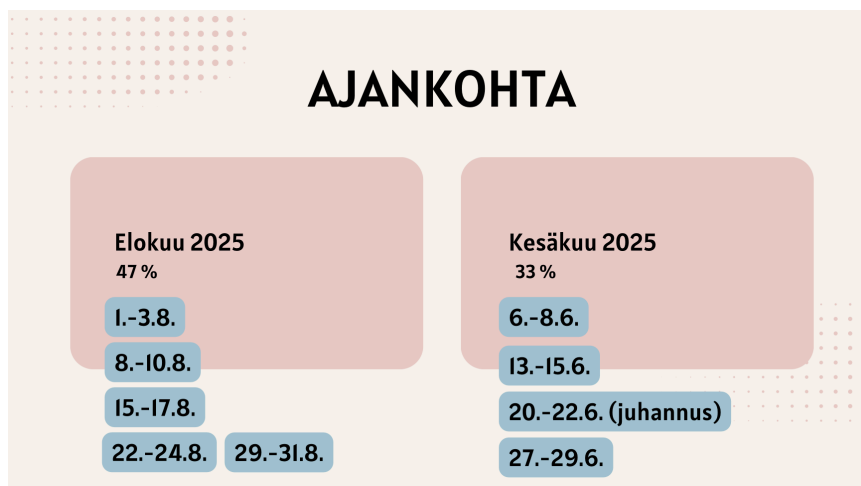 AJANKOHTA
Elokuu 2025
47 %
1.-3.8.
8.-10.8.
15.-17.8.
22.-24.8. 29.-31.8.
Kesäkuu 2025
33 %
6.-8.6.
13.-15.6.
20.-22.6. (juhannus)
27.-29.6.